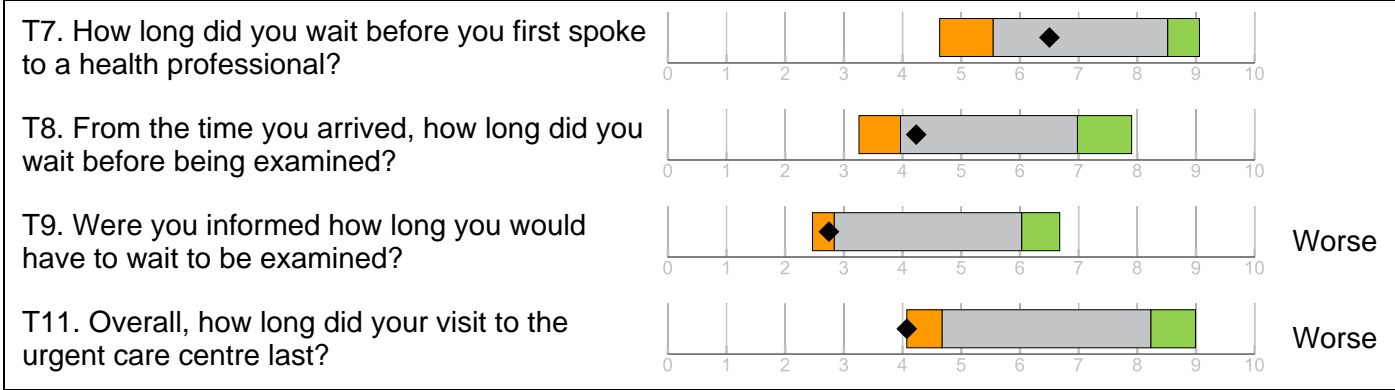 T7. How long did you wait before you first spoke
to a health professional?
0 1 2 3 4 5 6 7 8 9 10
T8. From the time you arrived, how long did you
wait before being examined?
0 1 2 3 4 5 6 7 8 9 10
T9. Were you informed how long you would
have to wait to be examined?
Worse
0 1 2 3 4 5 6 7 8 9 10
T11. Overall, how long did your visit to the
urgent care centre last?
Worse
0 1 2 3 4 5 6 7 8 9 10